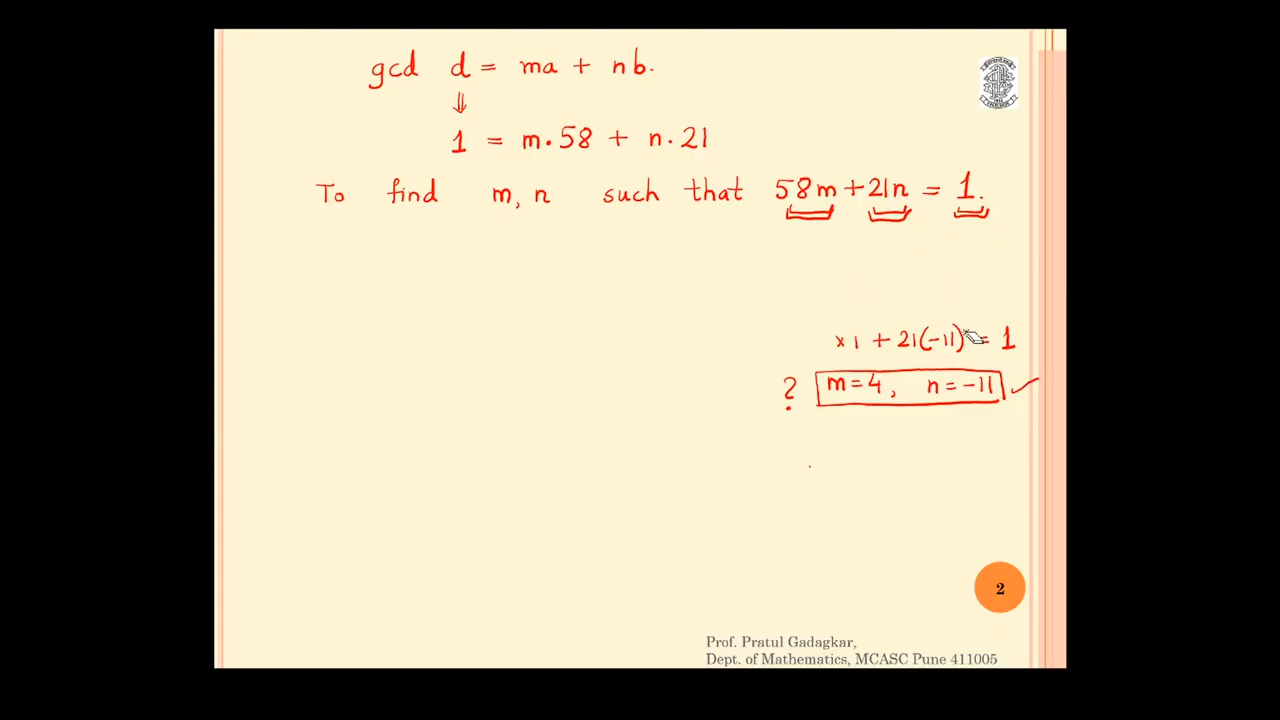 gcd d = ma + nb.
⇓
1 = m·58 + n·21
To find m, n such that 58m + 21n = 1.
x 1 + 21(-11) = 1
? m = 4, n = -11 ✓
2
Prof. Pratul Gadagkar,
Dept. of Mathematics, MCASC Pune 411005